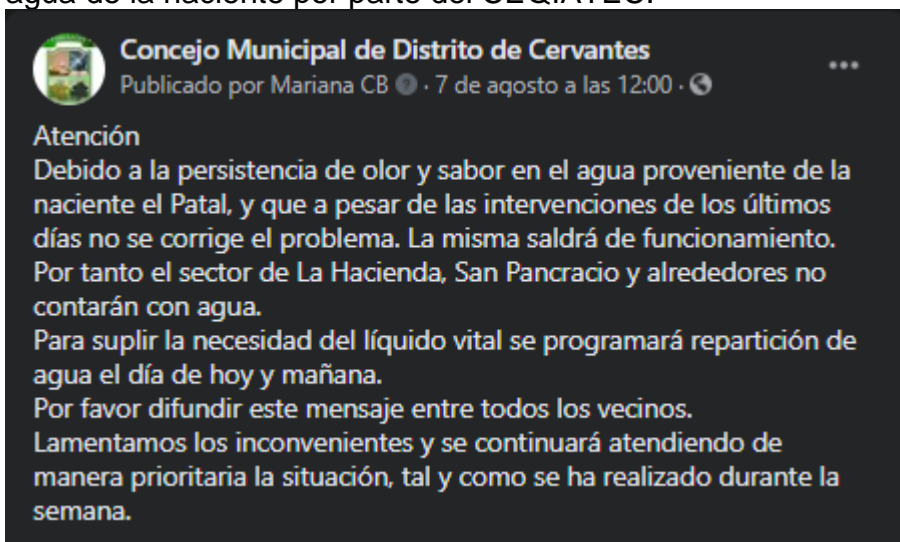 agua de la naciente por parte del CEQIATEC.
Concejo Municipal de Distrito de Cervantes
Publicado por Mariana CB · 7 de agosto a las 12:00 ·
Atención
Debido a la persistencia de olor y sabor en el agua proveniente de la
naciente el Patal, y que a pesar de las intervenciones de los últimos
días no se corrige el problema. La misma saldrá de funcionamiento.
Por tanto el sector de La Hacienda, San Pancracio y alrededores no
contarán con agua.
Para suplir la necesidad del líquido vital se programará repartición de
agua el día de hoy y mañana.
Por favor difundir este mensaje entre todos los vecinos.
Lamentamos los inconvenientes y se continuará atendiendo de
manera prioritaria la situación, tal y como se ha realizado durante la
semana.